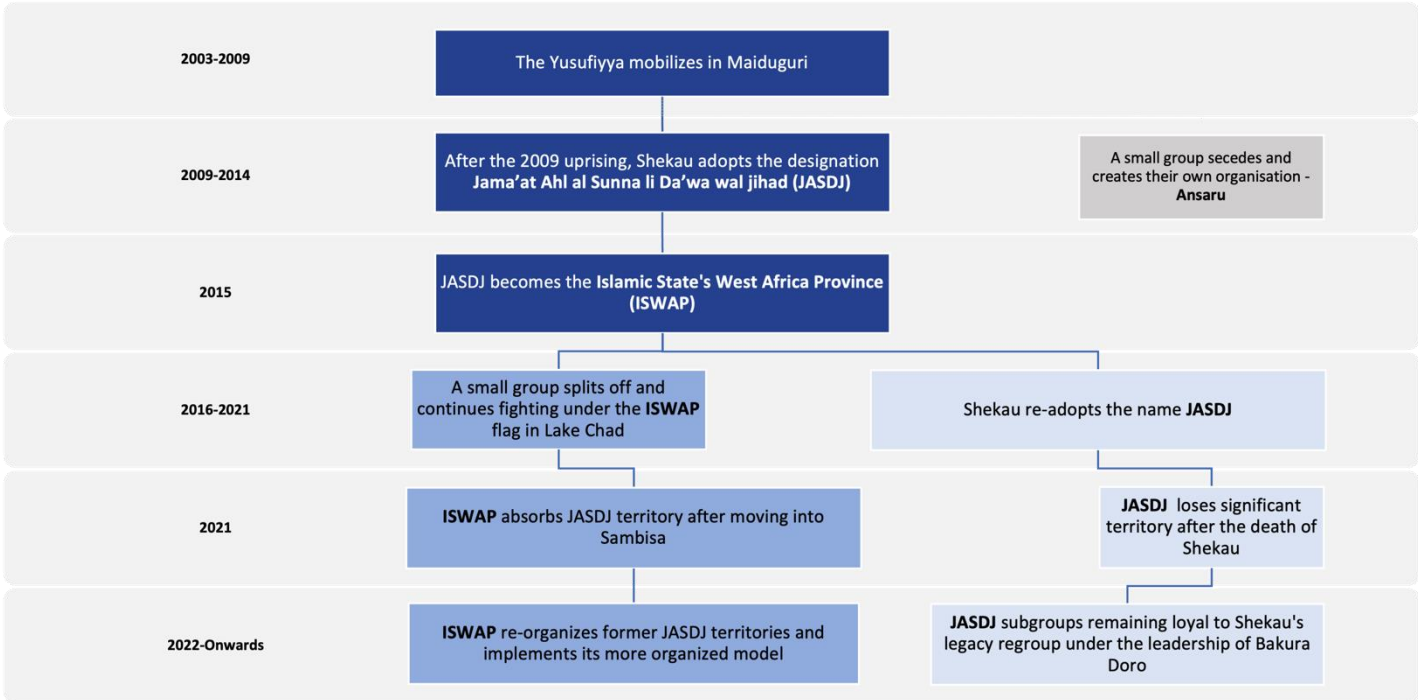 2003-2009
The Yusufiyya mobilizes in Maiduguri
2009-2014
After the 2009 uprising, Shekau adopts the designation
Jama’at Ahl al Sunna li Da’wa wal jihad (JASDJ)
A small group secedes and
creates their own organisation -
Ansaru
2015
JASDJ becomes the Islamic State's West Africa Province
(ISWAP)
2016-2021
A small group splits off and
continues fighting under the ISWAP
flag in Lake Chad
Shekau re-adopts the name JASDJ
2021
ISWAP absorbs JASDJ territory after moving into
Sambisa
JASDJ loses significant
territory after the death of
Shekau
2022-Onwards
ISWAP re-organizes former JASDJ territories and
implements its more organized model
JASDJ subgroups remaining loyal to Shekau's
legacy regroup under the leadership of Bakura
Doro